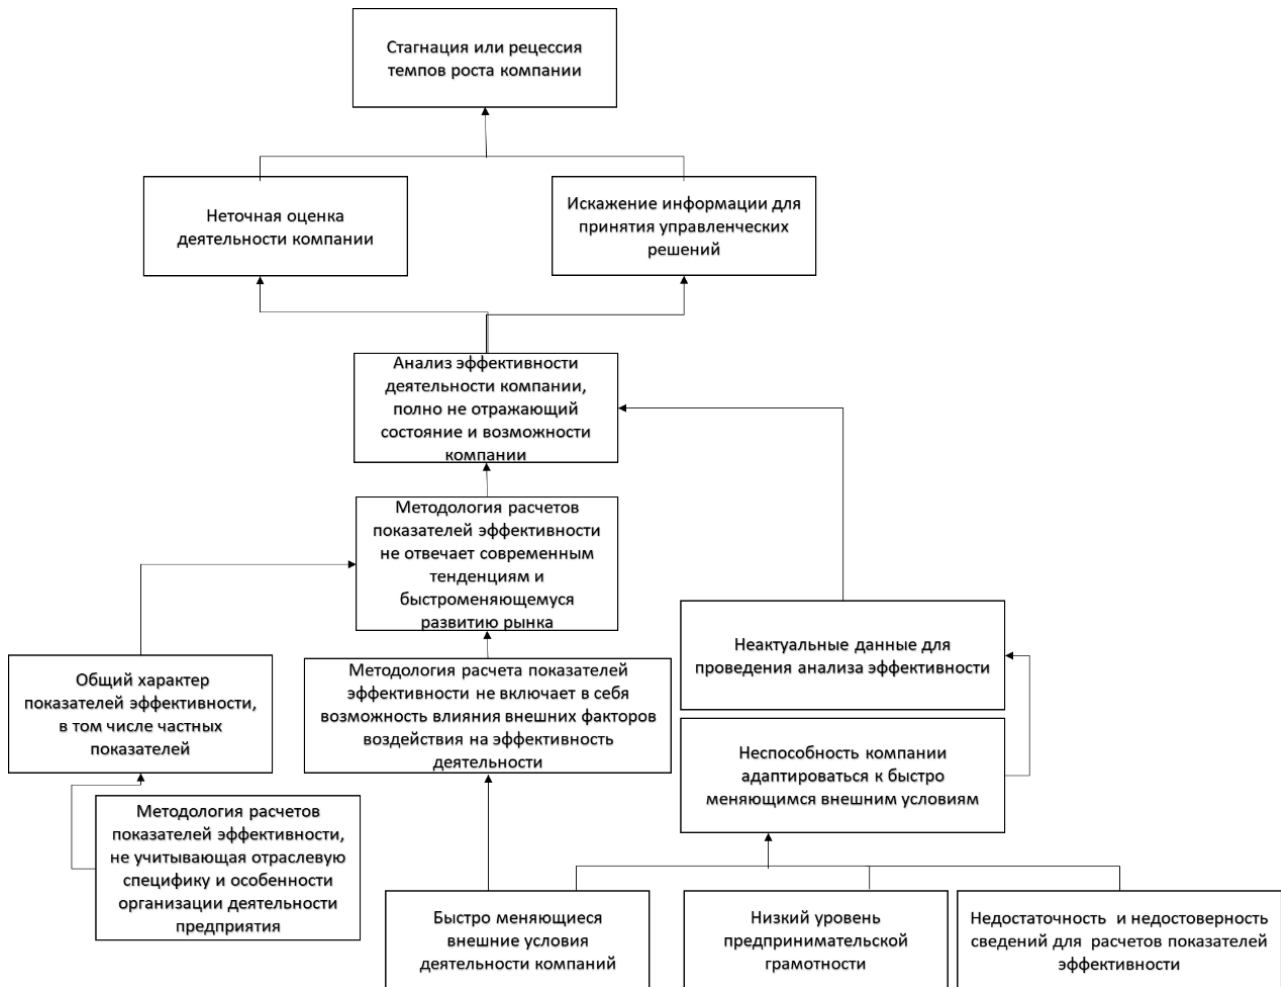 Стагнация или рецессия
темпов роста компании
Неточная оценка
деятельности компании
Искажение информации для
принятия управленческих
решений
Анализ эффективности
деятельности компании,
полно не отражающий
состояние и возможности
компании
Методология расчетов
показателей эффективности
не отвечает современным
тенденциям и
быстроменяющемуся
развитию рынка
Неактуальные данные для
проведения анализа эффективности
Общий характер
показателей эффективности,
в том числе частных
показателей
Методология расчета показателей
эффективности не включает в себя
возможность влияния внешних факторов
воздействия на эффективность
деятельности
Неспособность компании
адаптироваться к быстро
меняющимся внешним условиям
Методология расчетов
показателей эффективности,
не учитывающая отраслевую
специфику и особенности
организации деятельности
предприятия
Быстро меняющиеся
внешние условия
деятельности компаний
Низкий уровень
предпринимательской
грамотности
Недостаточность и недостоверность
сведений для расчетов показателей
эффективности